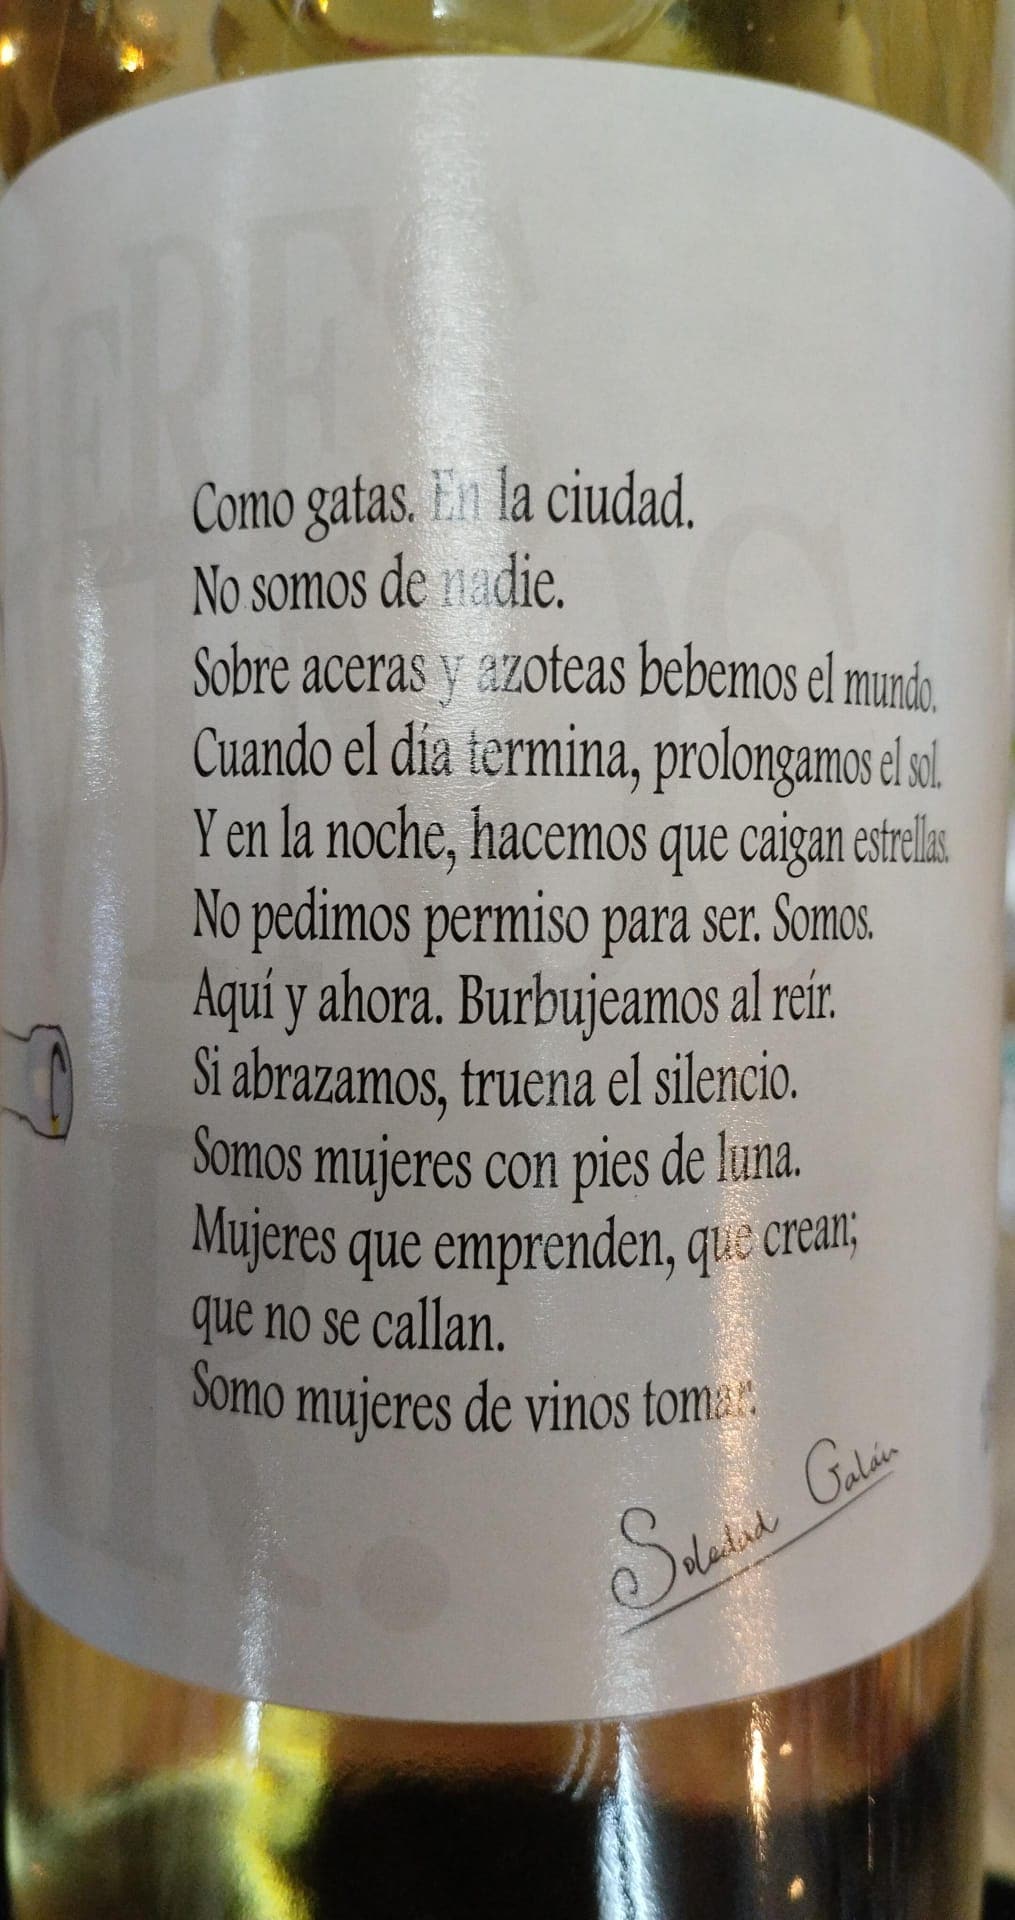 Como gatas. En la ciudad.
No somos de nadie.
Sobre aceras y azoteas bebemos el mundo.
Cuando el día termina, prolongamos el sol.
Y en la noche, hacemos que caigan estrellas.
No pedimos permiso para ser. Somos.
Aquí y ahora. Burbujeamos al reír.
Si abrazamos, truena el silencio.
Somos mujeres con pies de luna.
Mujeres que emprenden, que crean;
que no se callan.
Somo mujeres de vinos tomar.
Soledad Galán